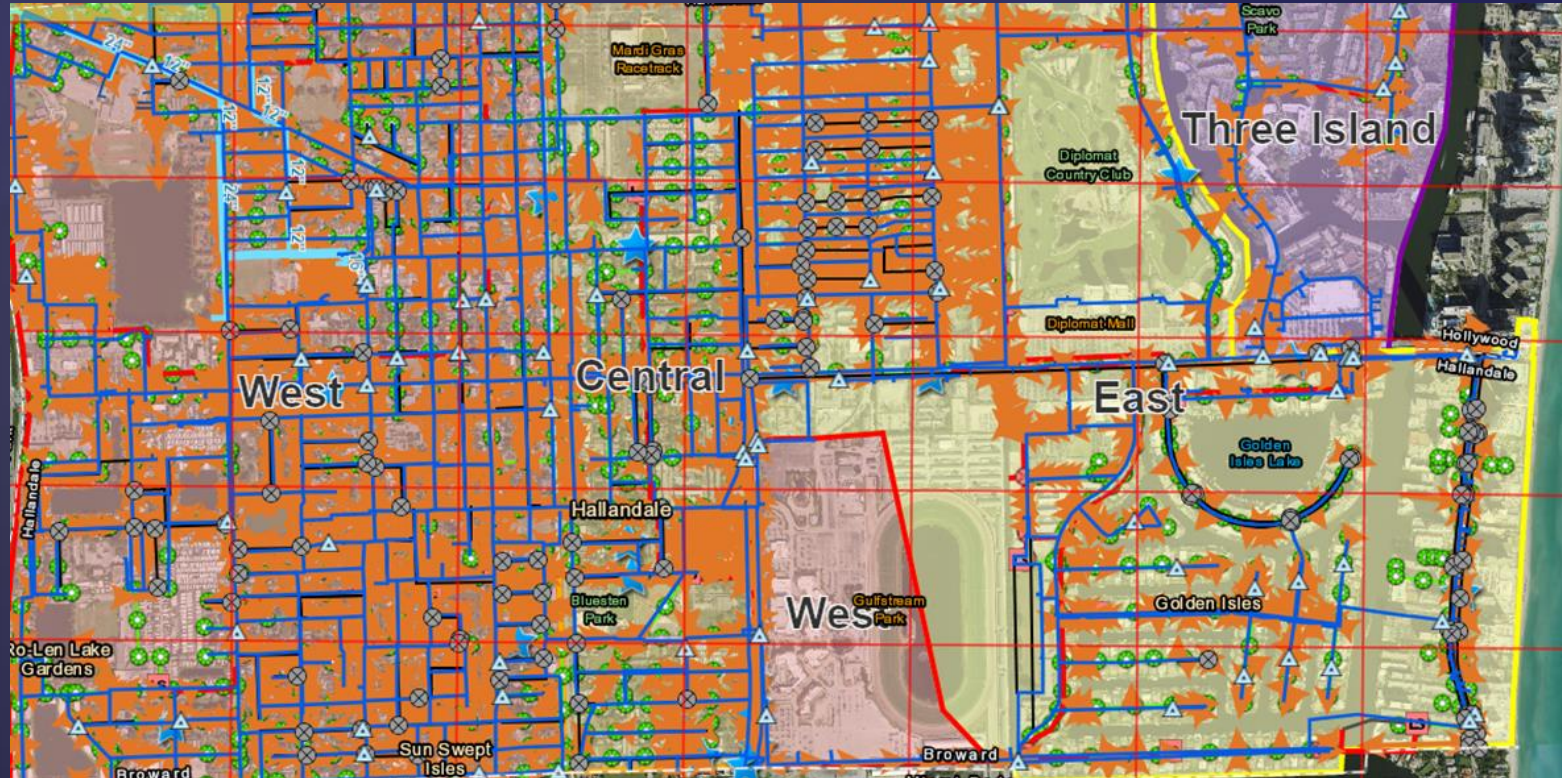 Scavo
Park
24"
12"
Mardi Gras
Racetrack
12"
12"
Three Island
Diplomat
Country Club
12"
24"
12"
16"
Diplomat Mall
Hollywood
Hallandale
West
Central
East
Golden
Isles Lake
Hallandale
Hallandale
Bluesten
Park
West
Gulfstream
Park
Golden Isles
Ro-Len Lake
Gardens
Sun Swept
Isles
Broward
Broward